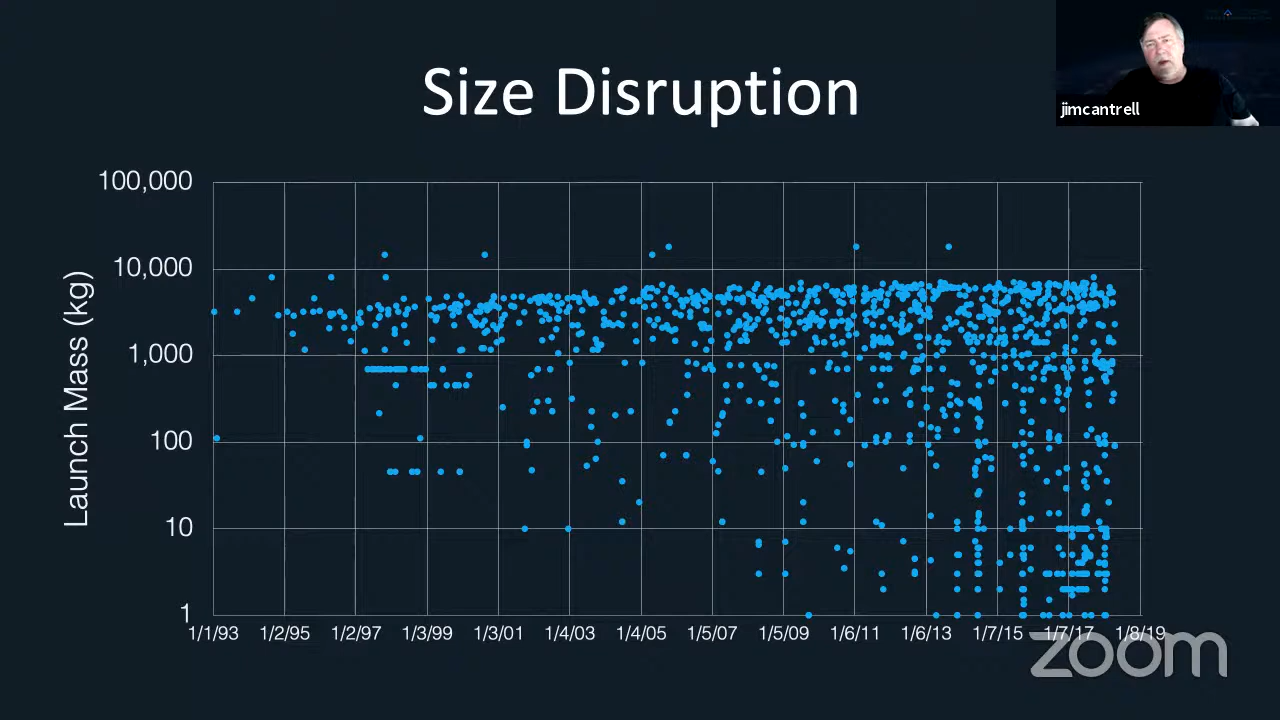 Size Disruption
jimcantrell
Launch Mass (kg)
100,000
10,000
1,000
100
10
1
1/1/93 1/2/95 1/2/97 1/3/99 1/3/01 1/4/03 1/4/05 1/5/07 1/5/09 1/6/11 1/6/13 1/7/15 1/7/17 1/8/19
zoom